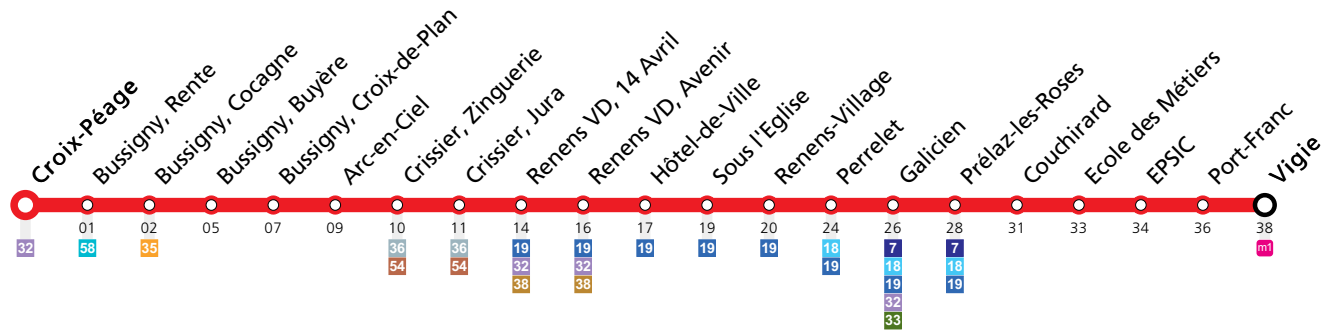 Croix-Péage
Bussigny, Rente
Bussigny, Cocagne
Bussigny, Buyère
Bussigny, Croix-de-Plan
Arc-en-Ciel
Crissier, Zinguerie
Crissier, Jura
Renens VD, 14 Avril
Renens VD, Avenir
Hôtel-de-Ville
Sous l'Eglise
Renens-Village
Perrelet
Galicien
Prélaz-les-Roses
Couchirard
Ecole des Métiers
EPSIC
Port-Franc
Vigie
01 02 05 07 09 10 11 14 16 17 19 20 24 26 28 31 33 34 36 38
32 58 35 36 36 19 19 19 19 19 18 7 7 m1
54 54 32 32 19 18 18
38 38 19 19
32
33